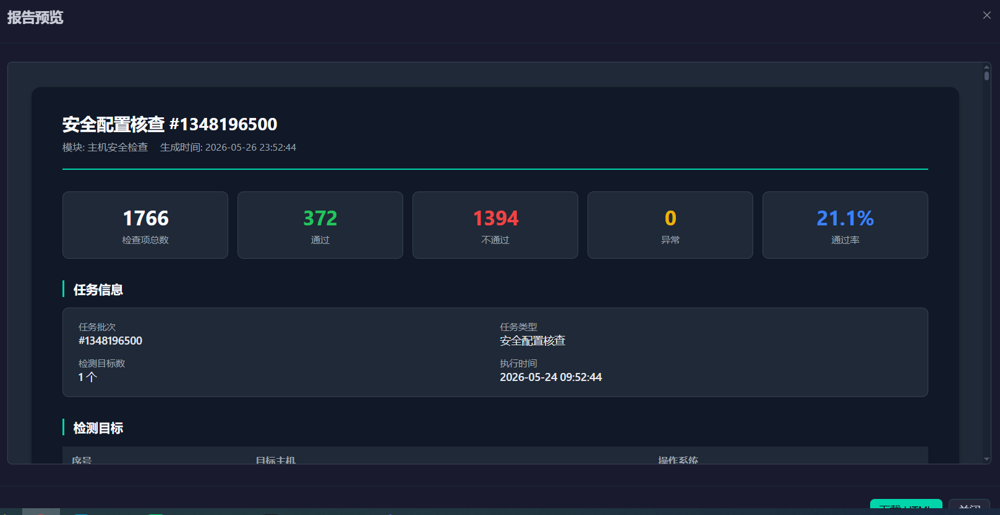 报告预览
安全配置核查 #1348196500
模块: 主机安全检查 生成时间: 2026-05-26 23:52:44
1766
检查项总数
372
通过
1394
不通过
0
异常
21.1%
通过率
任务信息
任务批次
#1348196500
任务类型
安全配置核查
检测目标数
1 个
执行时间
2026-05-24 09:52:44
检测目标
序号 目标主机 操作系统
下载 HTML 关闭